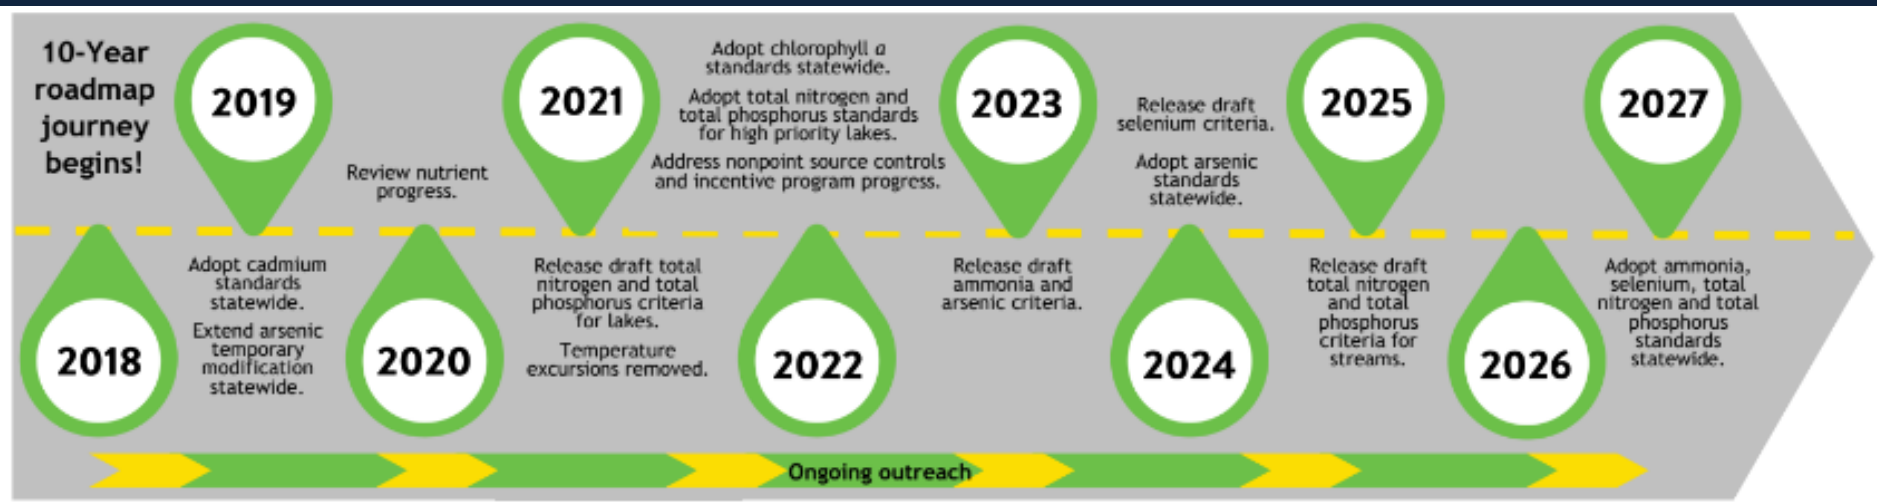 10-Year
roadmap
journey
begins!
2018
2019
Adopt cadmium
standards
statewide.
Extend arsenic
temporary
modification
statewide.
Review nutrient
progress.
2020
2021
Release draft total
nitrogen and total
phosphorus criteria
for lakes.
Temperature
excursions removed.
Adopt chlorophyll a
standards statewide.
Adopt total nitrogen and
total phosphorus standards
for high priority lakes.
Address nonpoint source controls
and incentive program progress.
2022
2023
Release draft
ammonia and
arsenic criteria.
Release draft
selenium criteria.
Adopt arsenic
standards
statewide.
2024
2025
Release draft
total nitrogen
and total
phosphorus
criteria for
streams.
2026
2027
Adopt ammonia,
selenium, total
nitrogen and total
phosphorus
standards
statewide.
Ongoing outreach